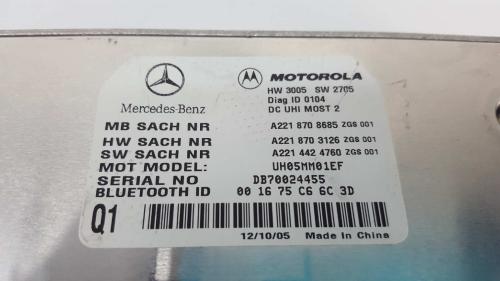 Mercedes-Benz
MOTOROLA
HW 3005 SW 2705
Diag ID 0104
DC UHI MOST 2
MB SACH NR A221 870 8685 ZGS 001
HW SACH NR A221 870 3126 ZGS 001
SW SACH NR A221 442 4760 ZGS 001
MOT MODEL: UH05MM01EF
SERIAL NO DB70024455
BLUETOOTH ID 00 16 75 C6 6C 3D
Q1
12/10/05 Made In China